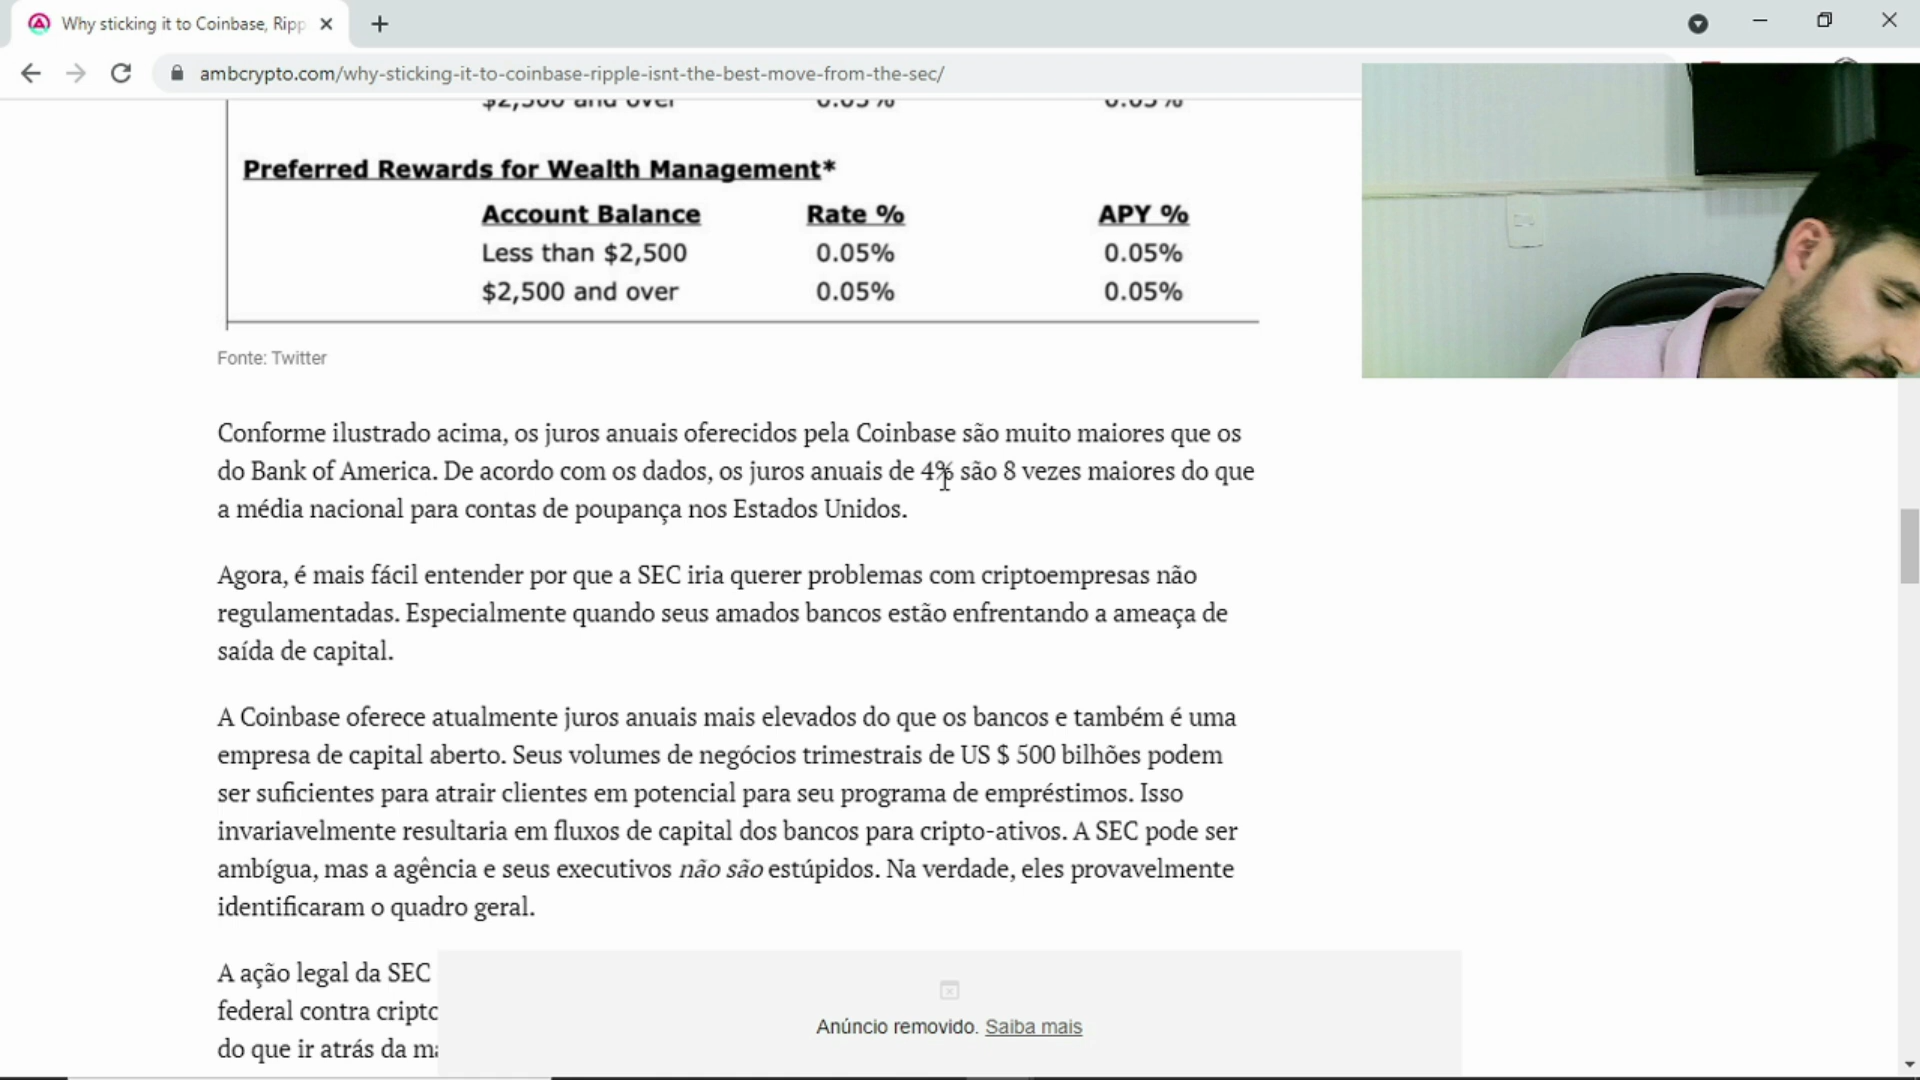 Why sticking it to Coinbase, Ripp
ambcrypto.com/why-sticking-it-to-coinbase-ripple-isnt-the-best-move-from-the-sec/
$2,500 and over 0.05% 0.05%
Preferred Rewards for Wealth Management*
Account Balance Rate % APY %
Less than $2,500 0.05% 0.05%
$2,500 and over 0.05% 0.05%
Fonte: Twitter
Conforme ilustrado acima, os juros anuais oferecidos pela Coinbase são muito maiores que os
do Bank of America. De acordo com os dados, os juros anuais de 4% são 8 vezes maiores do que
a média nacional para contas de poupança nos Estados Unidos.
Agora, é mais fácil entender por que a SEC iria querer problemas com criptoempresas não
regulamentadas. Especialmente quando seus amados bancos estão enfrentando a ameaça de
saída de capital.
A Coinbase oferece atualmente juros anuais mais elevados do que os bancos e também é uma
empresa de capital aberto. Seus volumes de negócios trimestrais de US $ 500 bilhões podem
ser suficientes para atrair clientes em potencial para seu programa de empréstimos. Isso
invariavelmente resultaria em fluxos de capital dos bancos para cripto-ativos. A SEC pode ser
ambígua, mas a agência e seus executivos não são estúpidos. Na verdade, eles provavelmente
identificaram o quadro geral.
A ação legal da SEC
federal contra cripto
do que ir atrás da
Anúncio removido. Saiba mais